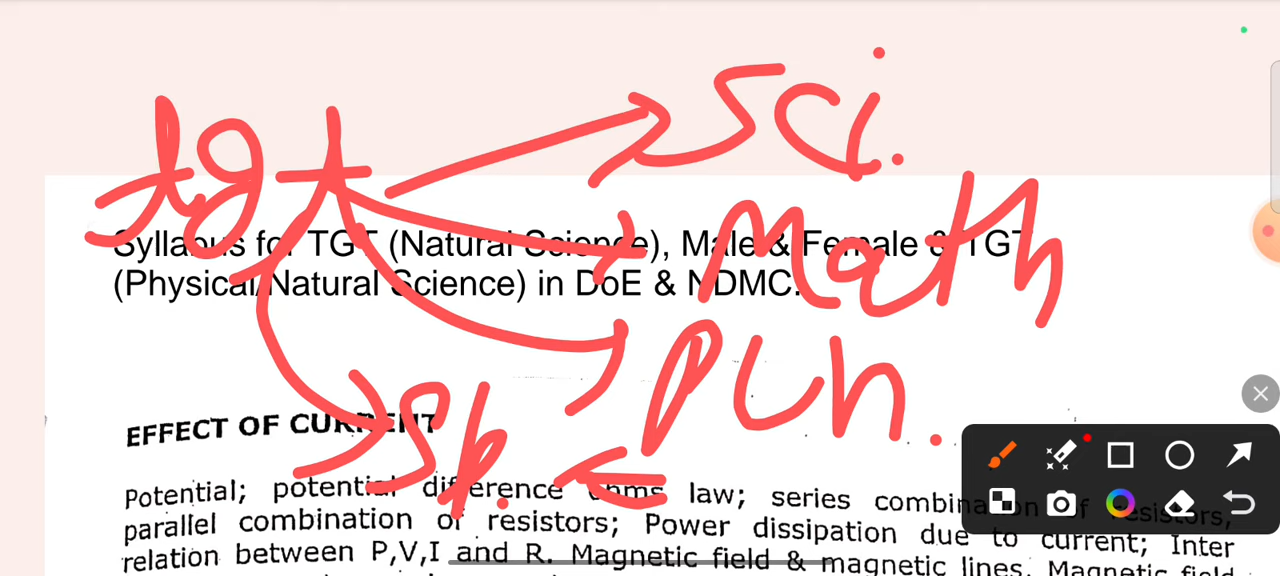 tgt → Sci.
→ Math
Syllabus for TGT (Natural Science), Male & Female & TGT
(Physical/Natural Science) in DoE & NDMC.
→ Sp.
EFFECT OF CURRENT
Potential; potential difference ohms law; series combination of resistors,
parallel combination of resistors; Power dissipation due to current; Inter
relation between P,V,I and R. Magnetic field & magnetic lines, Magnetic field